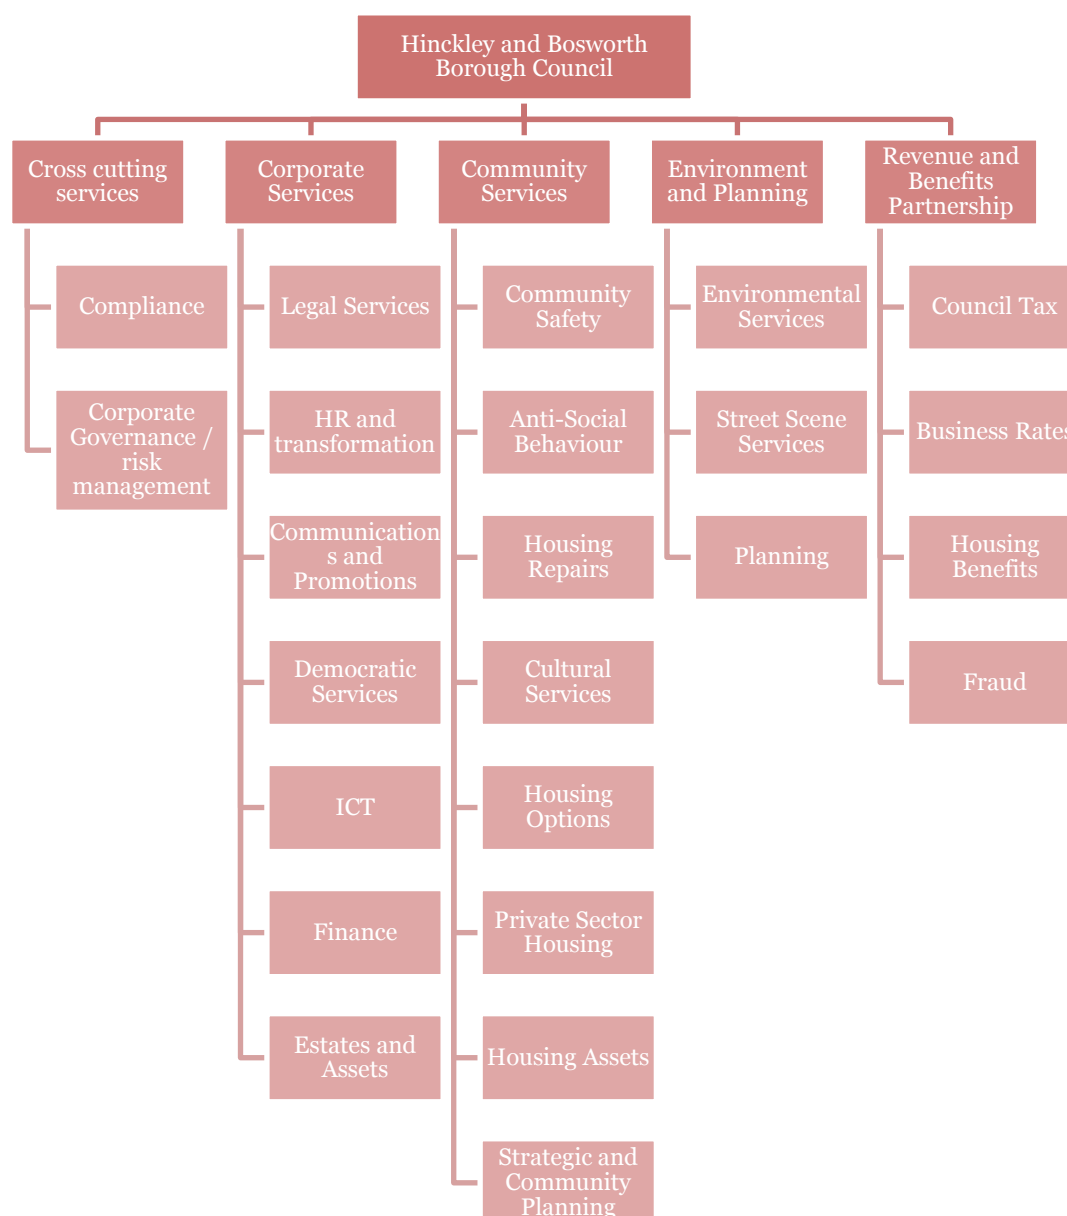 Hinckley and Bosworth
Borough Council
Cross cutting
services
Corporate
Services
Community
Services
Environment
and Planning
Revenue and
Benefits
Partnership
Compliance
Corporate
Governance /
risk
management
Legal Services
HR and
transformation
Communication
s and
Promotions
Democratic
Services
ICT
Finance
Estates and
Assets
Community
Safety
Anti-Social
Behaviour
Housing
Repairs
Cultural
Services
Housing
Options
Private Sector
Housing
Housing Assets
Strategic and
Community
Planning
Environmental
Services
Street Scene
Services
Planning
Council Tax
Business Rates
Housing
Benefits
Fraud